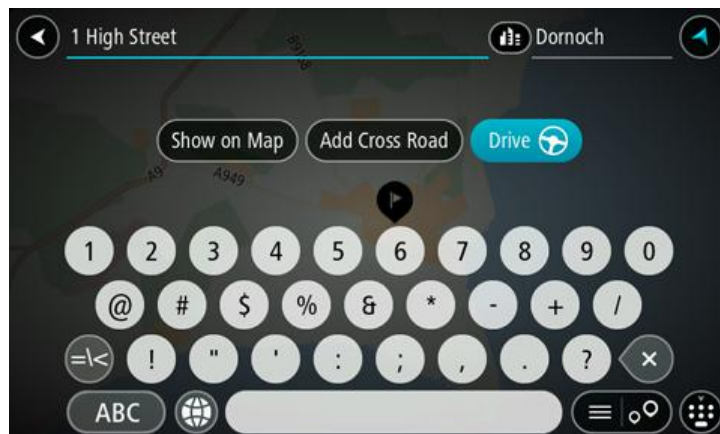 1 High Street
Dornoch
B9168
Show on Map
Add Cross Road
Drive
A9
A949
1 2 3 4 5 6 7 8 9 0
@ # $ % & * - + /
=\< ! " ' : ; , . ? ×
ABC